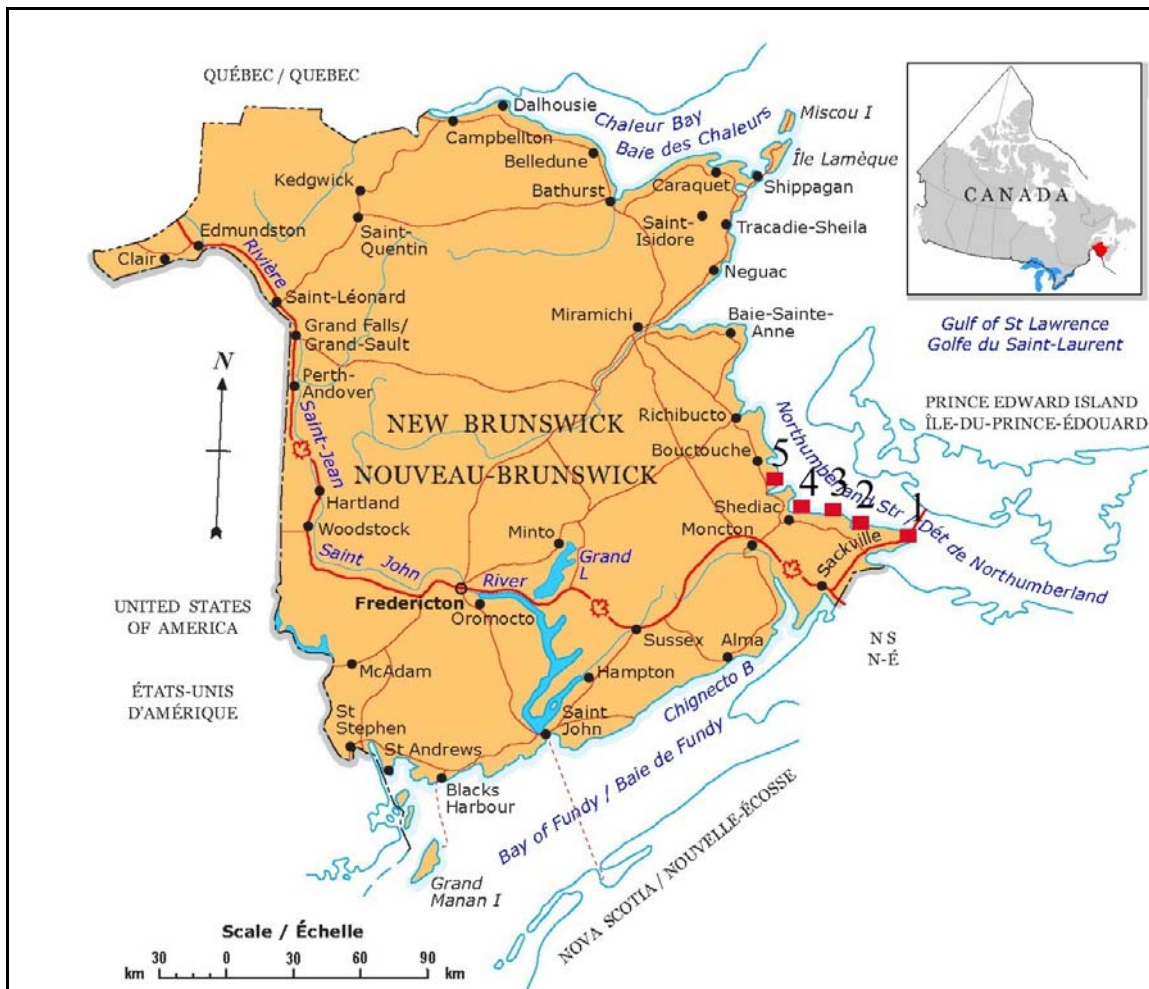 QUÉBEC / QUEBEC
Dalhousie
Campbellton
Chaleur Bay
Baie des Chaleurs
Miscou I
Île Lamèque
Belledune
Kedgwick
Bathurst
Caraquet
Shippagan
CANADA
Saint-
Quentin
Saint-
Isidore
Tracadie-Sheila
Edmundston
Clair
Rivière
Neguac
Saint-Léonard
Miramichi
Baie-Sainte-
Anne
Gulf of St Lawrence
Golfe du Saint-Laurent
Grand Falls/
Grand-Sault
N
Perth-
Andover
Saint-Jean
NEW BRUNSWICK
NOUVEAU-BRUNSWICK
Richibucto
Bouctouche
PRINCE EDWARD ISLAND
ÎLE-DU-PRINCE-ÉDOUARD
Northumberland Str / Dét de Northumberland
5
4
3
2
1
Hartland
Woodstock
Shediac
Minto
Moncton
Sackville
Grand
L
Saint John River
Fredericton
Oromocto
UNITED STATES
OF AMERICA
Sussex
Alma
N S
N-É
McAdam
Hampton
Chignecto B
ÉTATS-UNIS
D'AMÉRIQUE
St
Stephen
St Andrews
Saint
John
Blacks
Harbour
Bay of Fundy / Baie de Fundy
Grand
Manan I
NOVA SCOTIA / NOUVELLE-ÉCOSSE
Scale / Échelle
30 0 30 60 90
km km